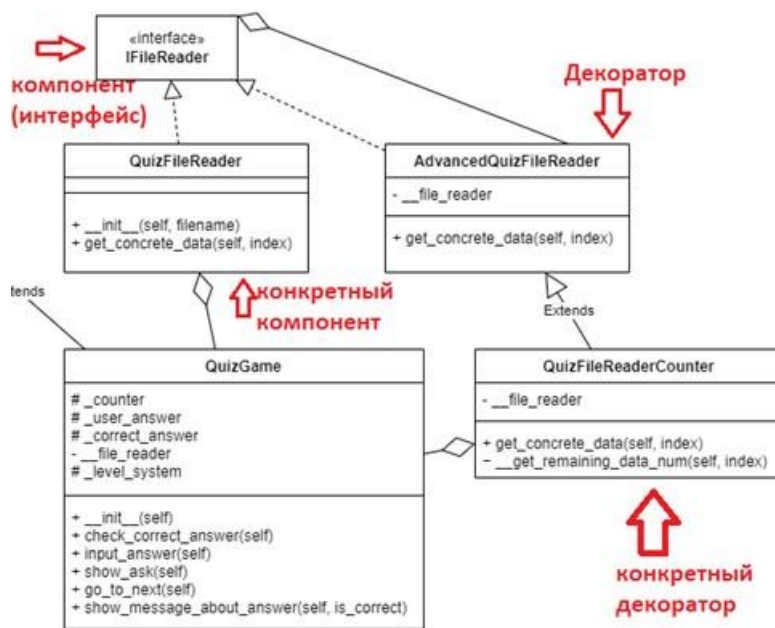 «interface»
IFileReader
компонент
(интерфейс)
Декоратор
QuizFileReader
+ __init__(self, filename)
+ get_concrete_data(self, index)
AdvancedQuizFileReader
- __file_reader
+ get_concrete_data(self, index)
tends
конкретный
компонент
Extends
QuizGame
# _counter
# _user_answer
# _correct_answer
- __file_reader
# _level_system
+ __init__(self)
+ check_correct_answer(self)
+ input_answer(self)
+ show_ask(self)
+ go_to_next(self)
+ show_message_about_answer(self, is_correct)
QuizFileReaderCounter
- __file_reader
+ get_concrete_data(self, index)
− __get_remaining_data_num(self, index)
конкретный
декоратор